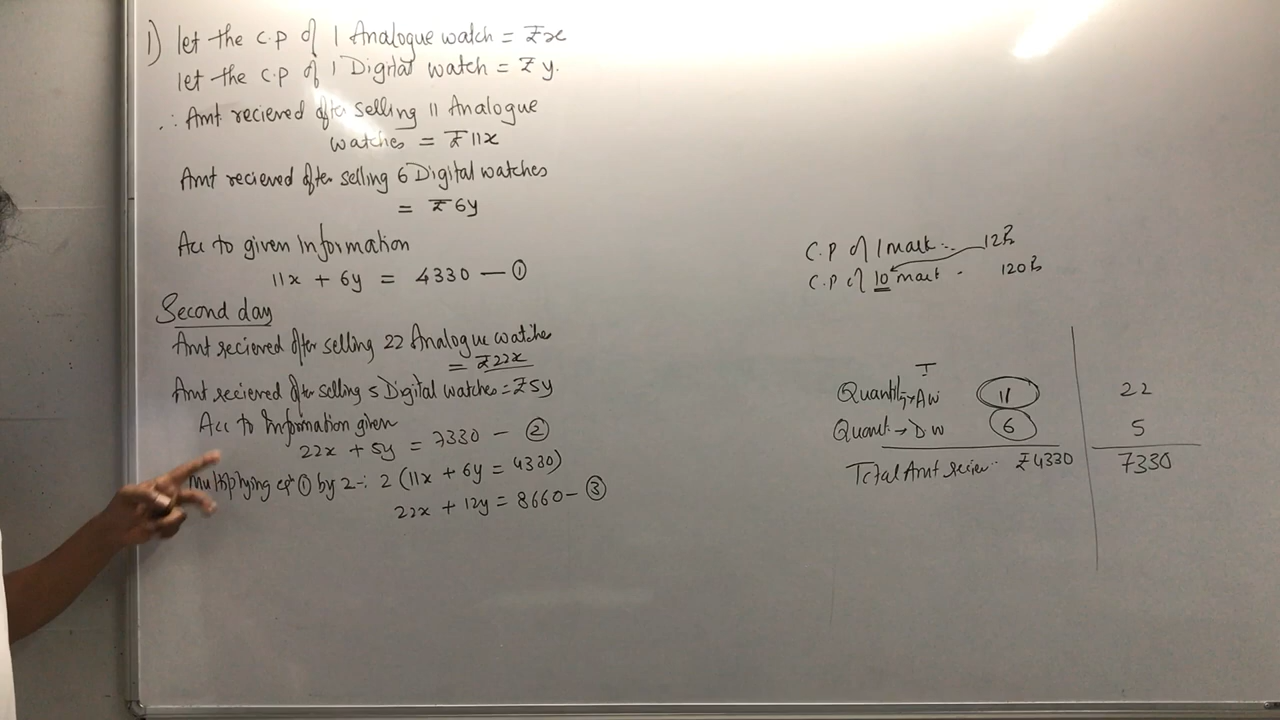 1) let the C.P of 1 Analogue watch = ₹x
let the C.P of 1 Digital watch = ₹ y.
∴ Amt recieved after selling 11 Analogue
watches = ₹11x
Amt recieved after selling 6 Digital watches
= ₹6y
Acc to given Information
11x + 6y = 4330 — ①
Second day
Amt recieved after selling 22 Analogue watches
= ₹22x
Amt recieved after selling 5 Digital watches = ₹5y
Acc to Information given
22x + 5y = 7330 — ②
Multiplying eqⁿ ① by 2 -: 2 (11x + 6y = 4330)
22x + 12y = 8660 — ③
C.P of 1 mark :. 12
C.P of 10 mark - 120
I
Quantity → AW 11 22
Quant → DW 6 5
Total Amt ₹4330 7330